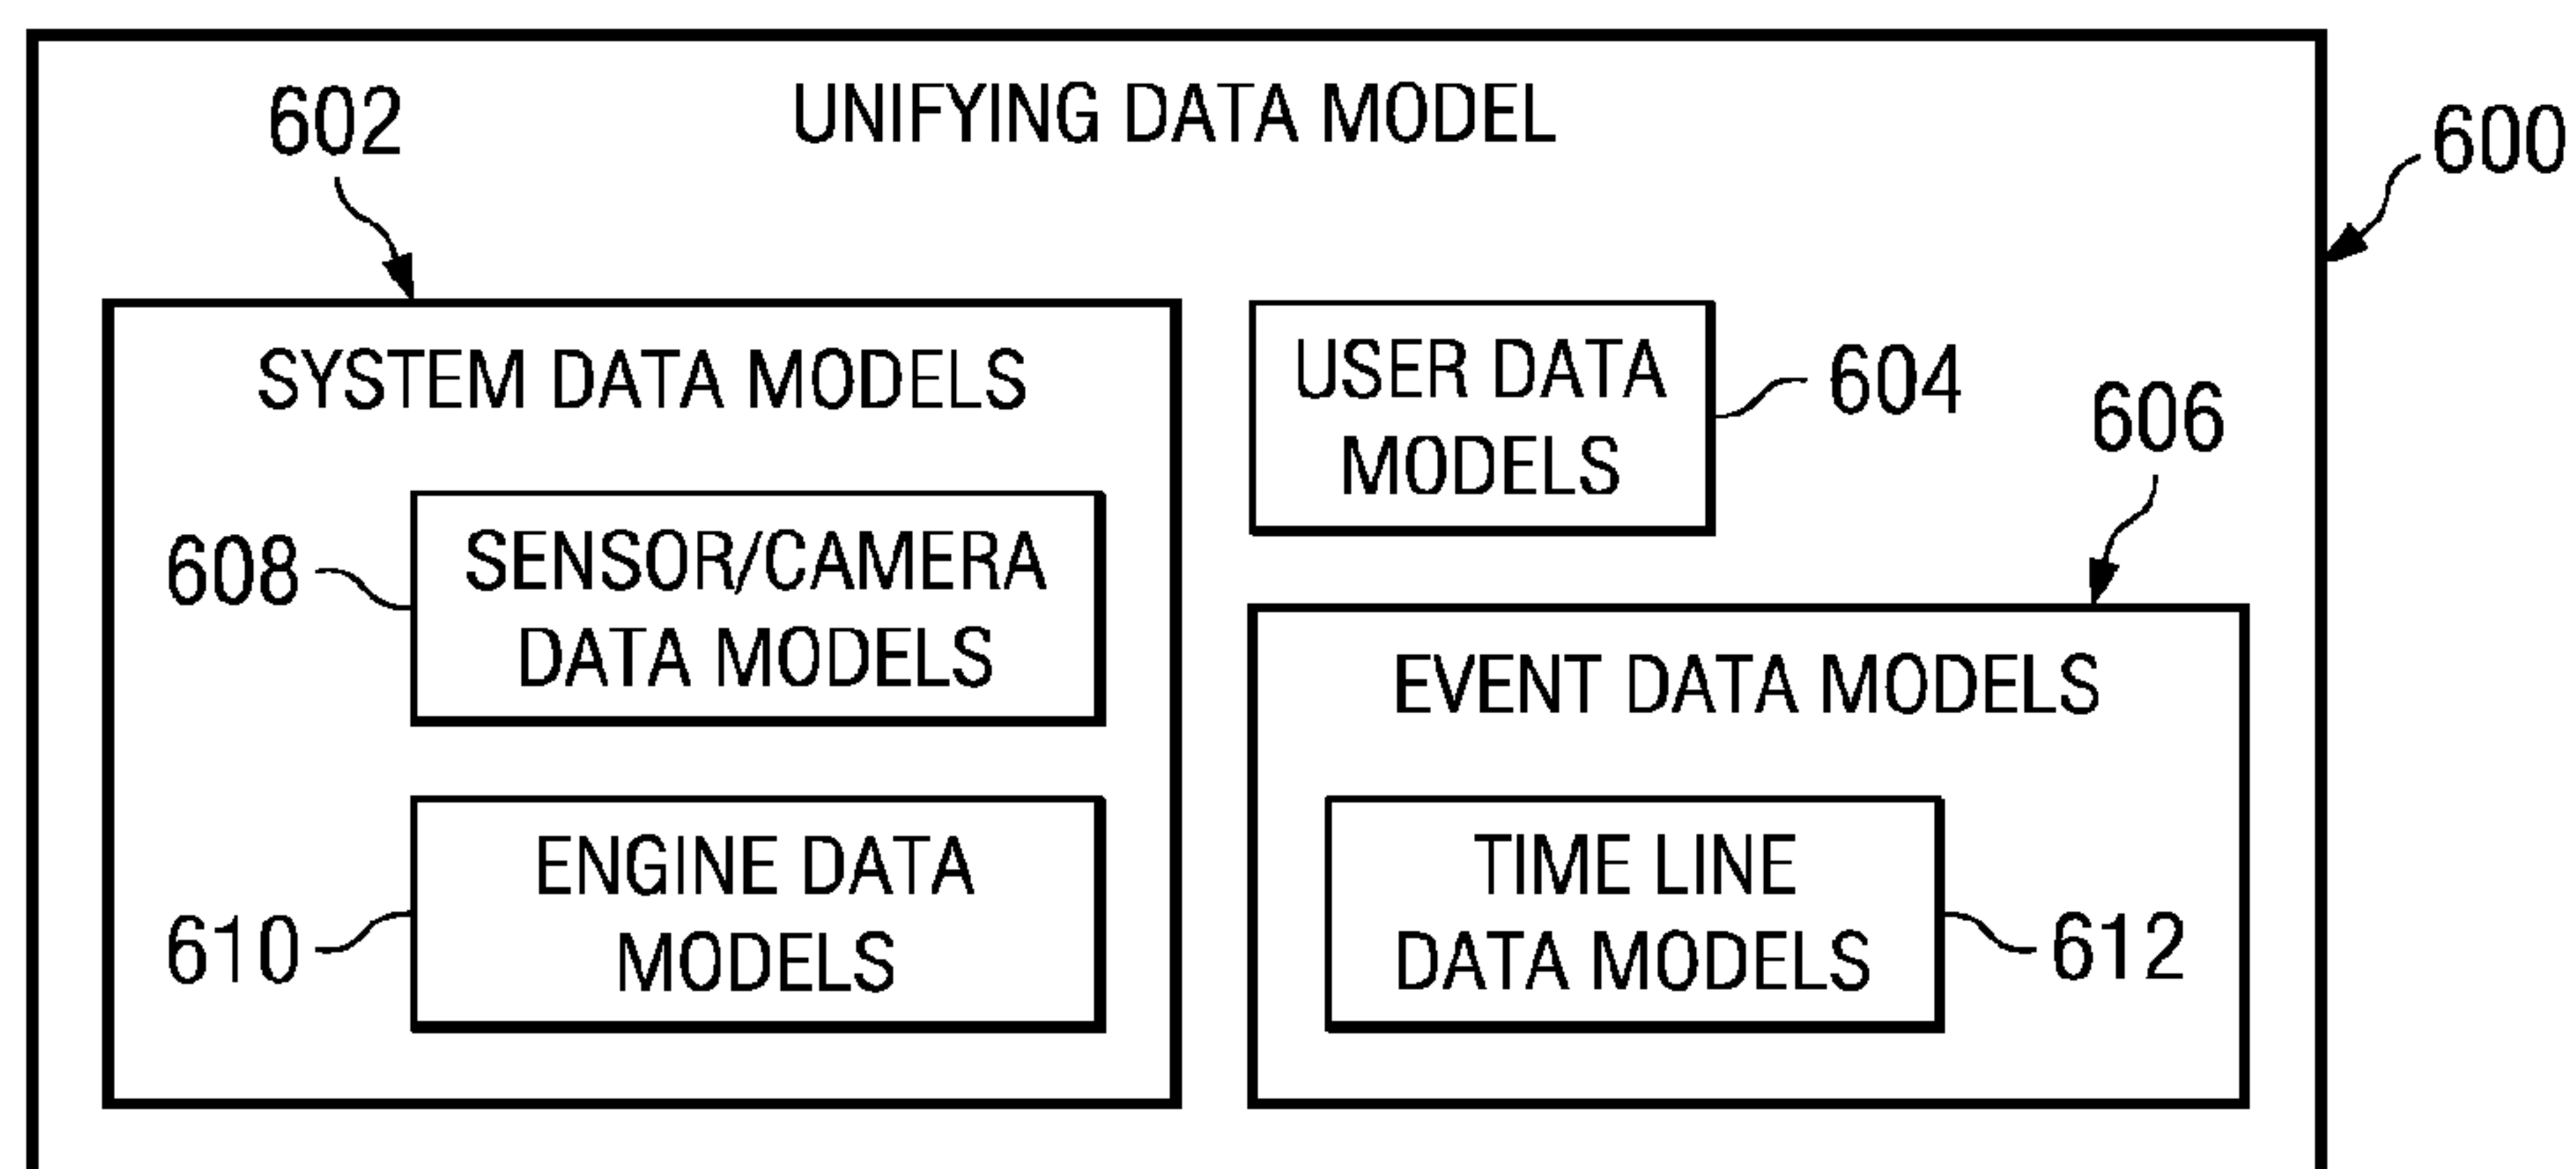 UNIFYING DATA MODEL
602
600
SYSTEM DATA MODELS
608
SENSOR/CAMERA
DATA MODELS
610
ENGINE DATA
MODELS
USER DATA
MODELS
604
606
EVENT DATA MODELS
TIME LINE
DATA MODELS
612